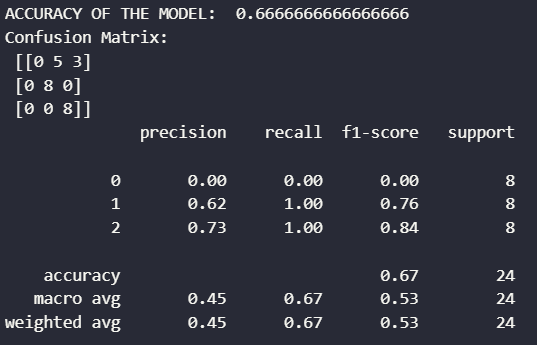 ACCURACY OF THE MODEL:  0.6666666666666666
Confusion Matrix:
 [[0 5 3]
 [0 8 0]
 [0 0 8]]
              precision    recall  f1-score   support

           0       0.00      0.00      0.00         8
           1       0.62      1.00      0.76         8
           2       0.73      1.00      0.84         8

    accuracy                           0.67        24
   macro avg       0.45      0.67      0.53        24
weighted avg       0.45      0.67      0.53        24